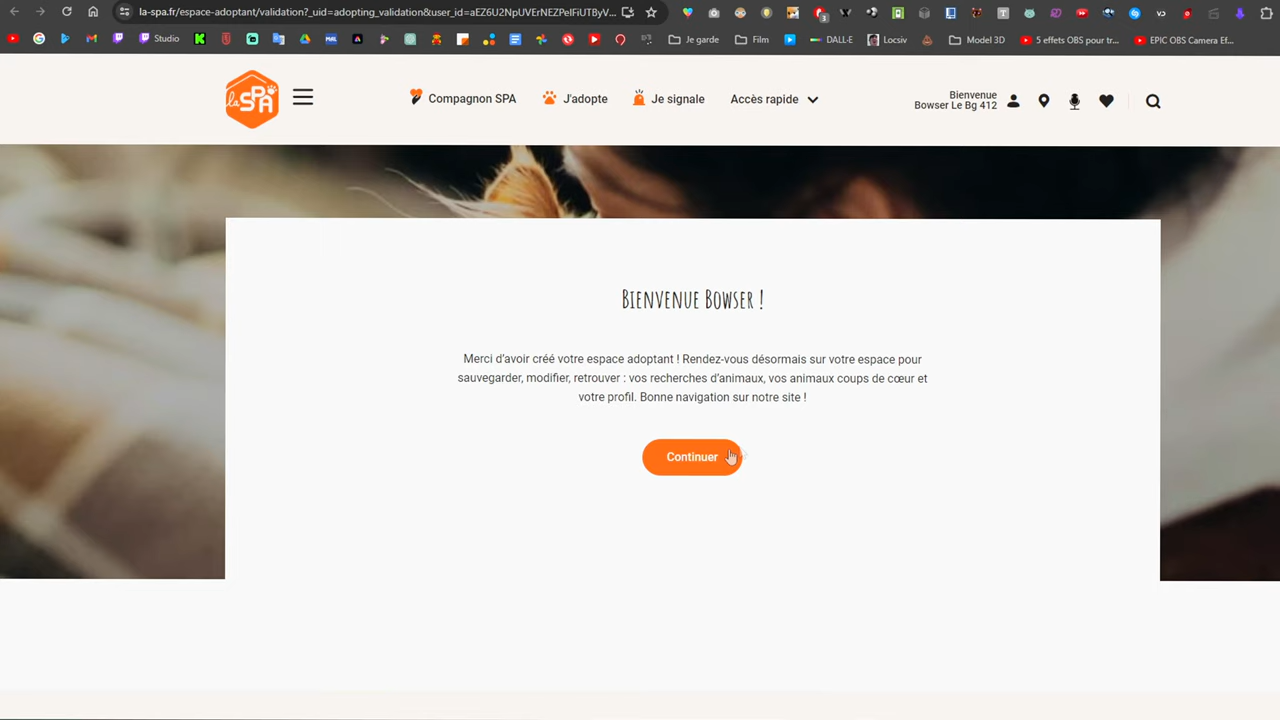 la-spa.fr/espace-adoptant/validation?_uid=adopting_validation&user_id=aEZ6U2NpUVErNEZPelFiUTByV...
Studio
Je garde
Film
DALL-E
Locsiv
Model 3D
5 effets OBS pour tr...
EPIC OBS Camera Ef...
la SPA
Compagnon SPA
J'adopte
Je signale
Accès rapide
Bienvenue
Bowser Le Bg 412
Bienvenue Bowser !
Merci d'avoir créé votre espace adoptant ! Rendez-vous désormais sur votre espace pour
sauvegarder, modifier, retrouver : vos recherches d'animaux, vos animaux coups de cœur et
votre profil. Bonne navigation sur notre site !
Continuer